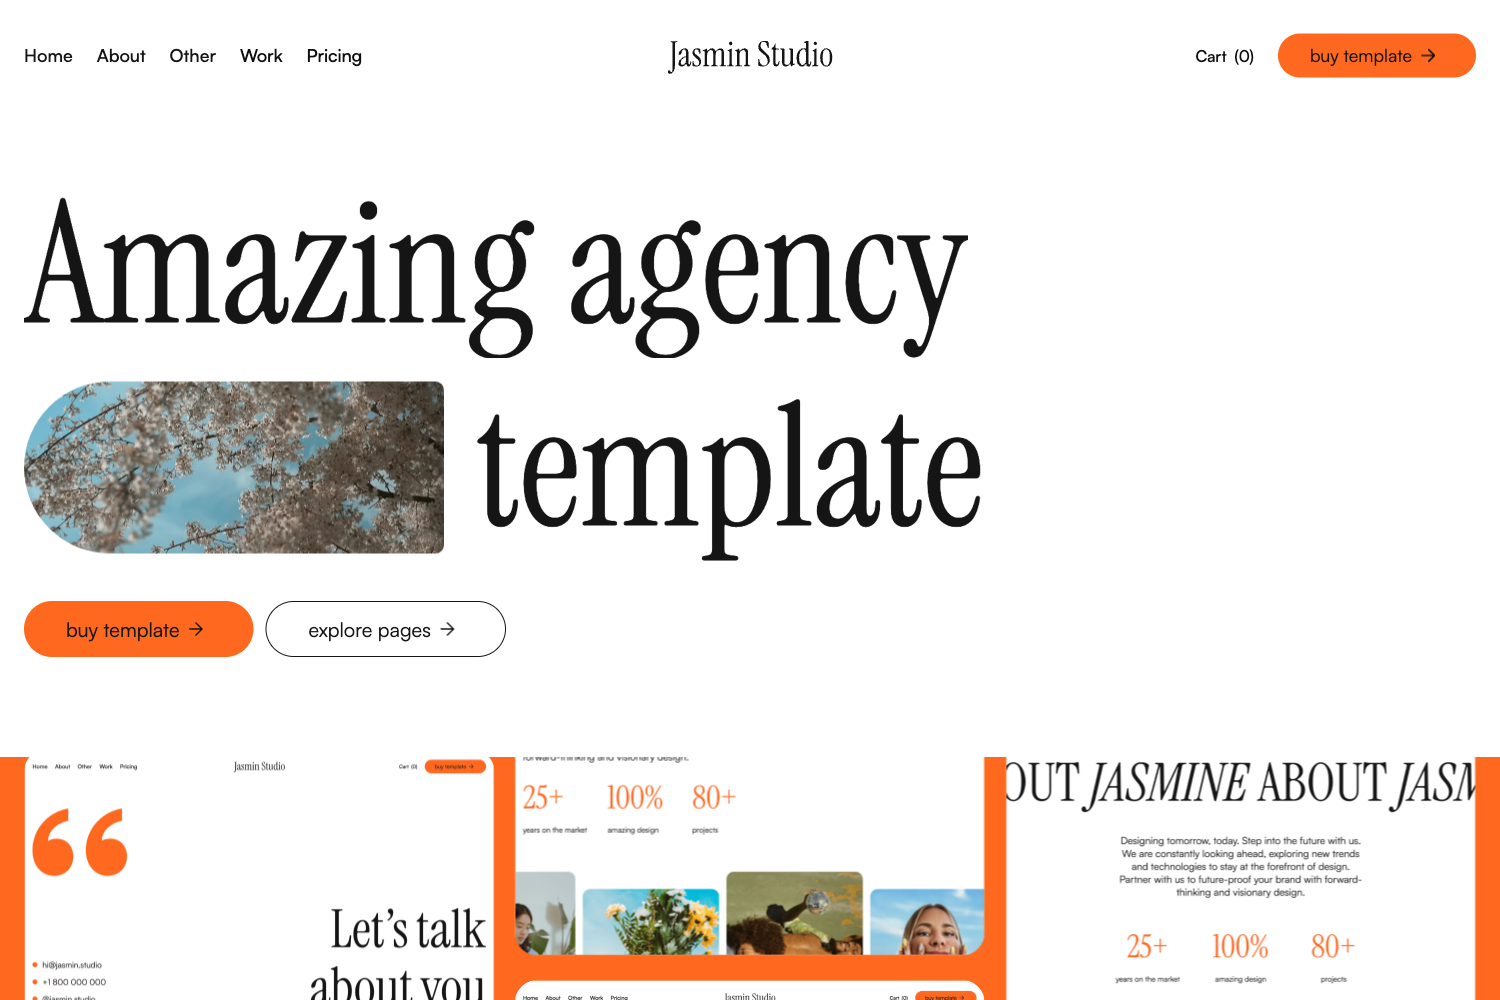 Home About Other Work Pricing
Jasmin Studio
Cart (0)
buy template →
Amazing agency
template
buy template →
explore pages →
Home About Other Work Pricing
Jasmin Studio
Cart (0)
buy template →
“
Let’s talk
about you
hi@jasmin.studio
+1 800 000 000
@jasmin.studio
forward-thinking and visionary design.
25+ 100% 80+
years on the market amazing design projects
Home About Other Work Pricing
Jasmin Studio
Cart (0)
buy template →
OUT JASMINE ABOUT JASM
Designing tomorrow, today. Step into the future with us.
We are constantly looking ahead, exploring new trends
and technologies to stay at the forefront of design.
Partner with us to future-proof your brand with forward-
thinking and visionary design.
25+ 100% 80+
years on the market amazing design projects